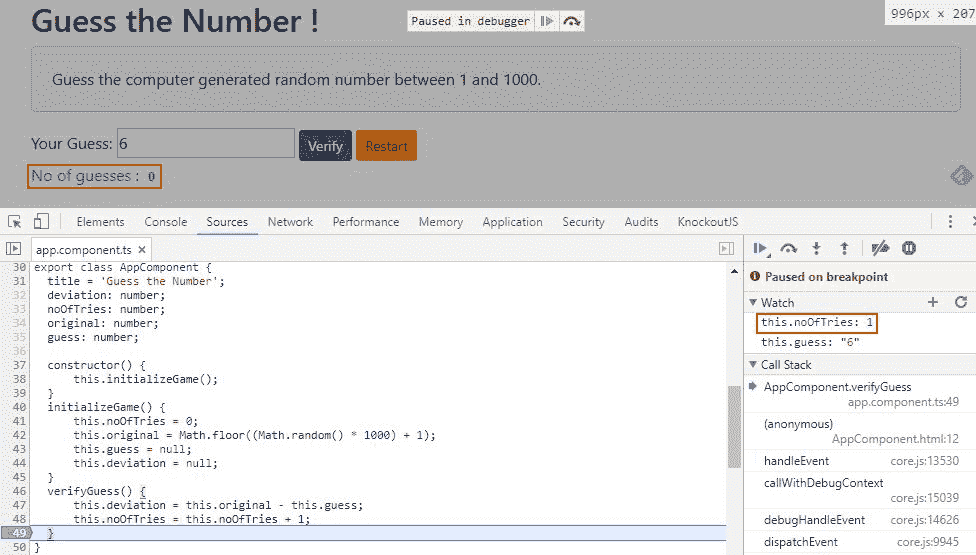 Guess the Number !
Paused in debugger
996px × 207
Guess the computer generated random number between 1 and 1000.
Your Guess: 6 Verify Restart
No of guesses : 0
Elements Console Sources Network Performance Memory Application Security Audits KnockoutJS
app.component.ts ×
30 export class AppComponent {
31 title = 'Guess the Number';
32 deviation: number;
33 noOfTries: number;
34 original: number;
35 guess: number;
36
37 constructor() {
38 this.initializeGame();
39 }
40 initializeGame() {
41 this.noOfTries = 0;
42 this.original = Math.floor((Math.random() * 1000) + 1);
43 this.guess = null;
44 this.deviation = null;
45 }
46 verifyGuess() {
47 this.deviation = this.original - this.guess;
48 this.noOfTries = this.noOfTries + 1;
49 }
50 }
Paused on breakpoint
Watch
this.noOfTries: 1
this.guess: "6"
Call Stack
AppComponent.verifyGuess
app.component.ts:49
(anonymous)
AppComponent.html:12
handleEvent core.js:13530
callWithDebugContext
core.js:15039
debugHandleEvent core.js:14626
dispatchEvent core.js:9945